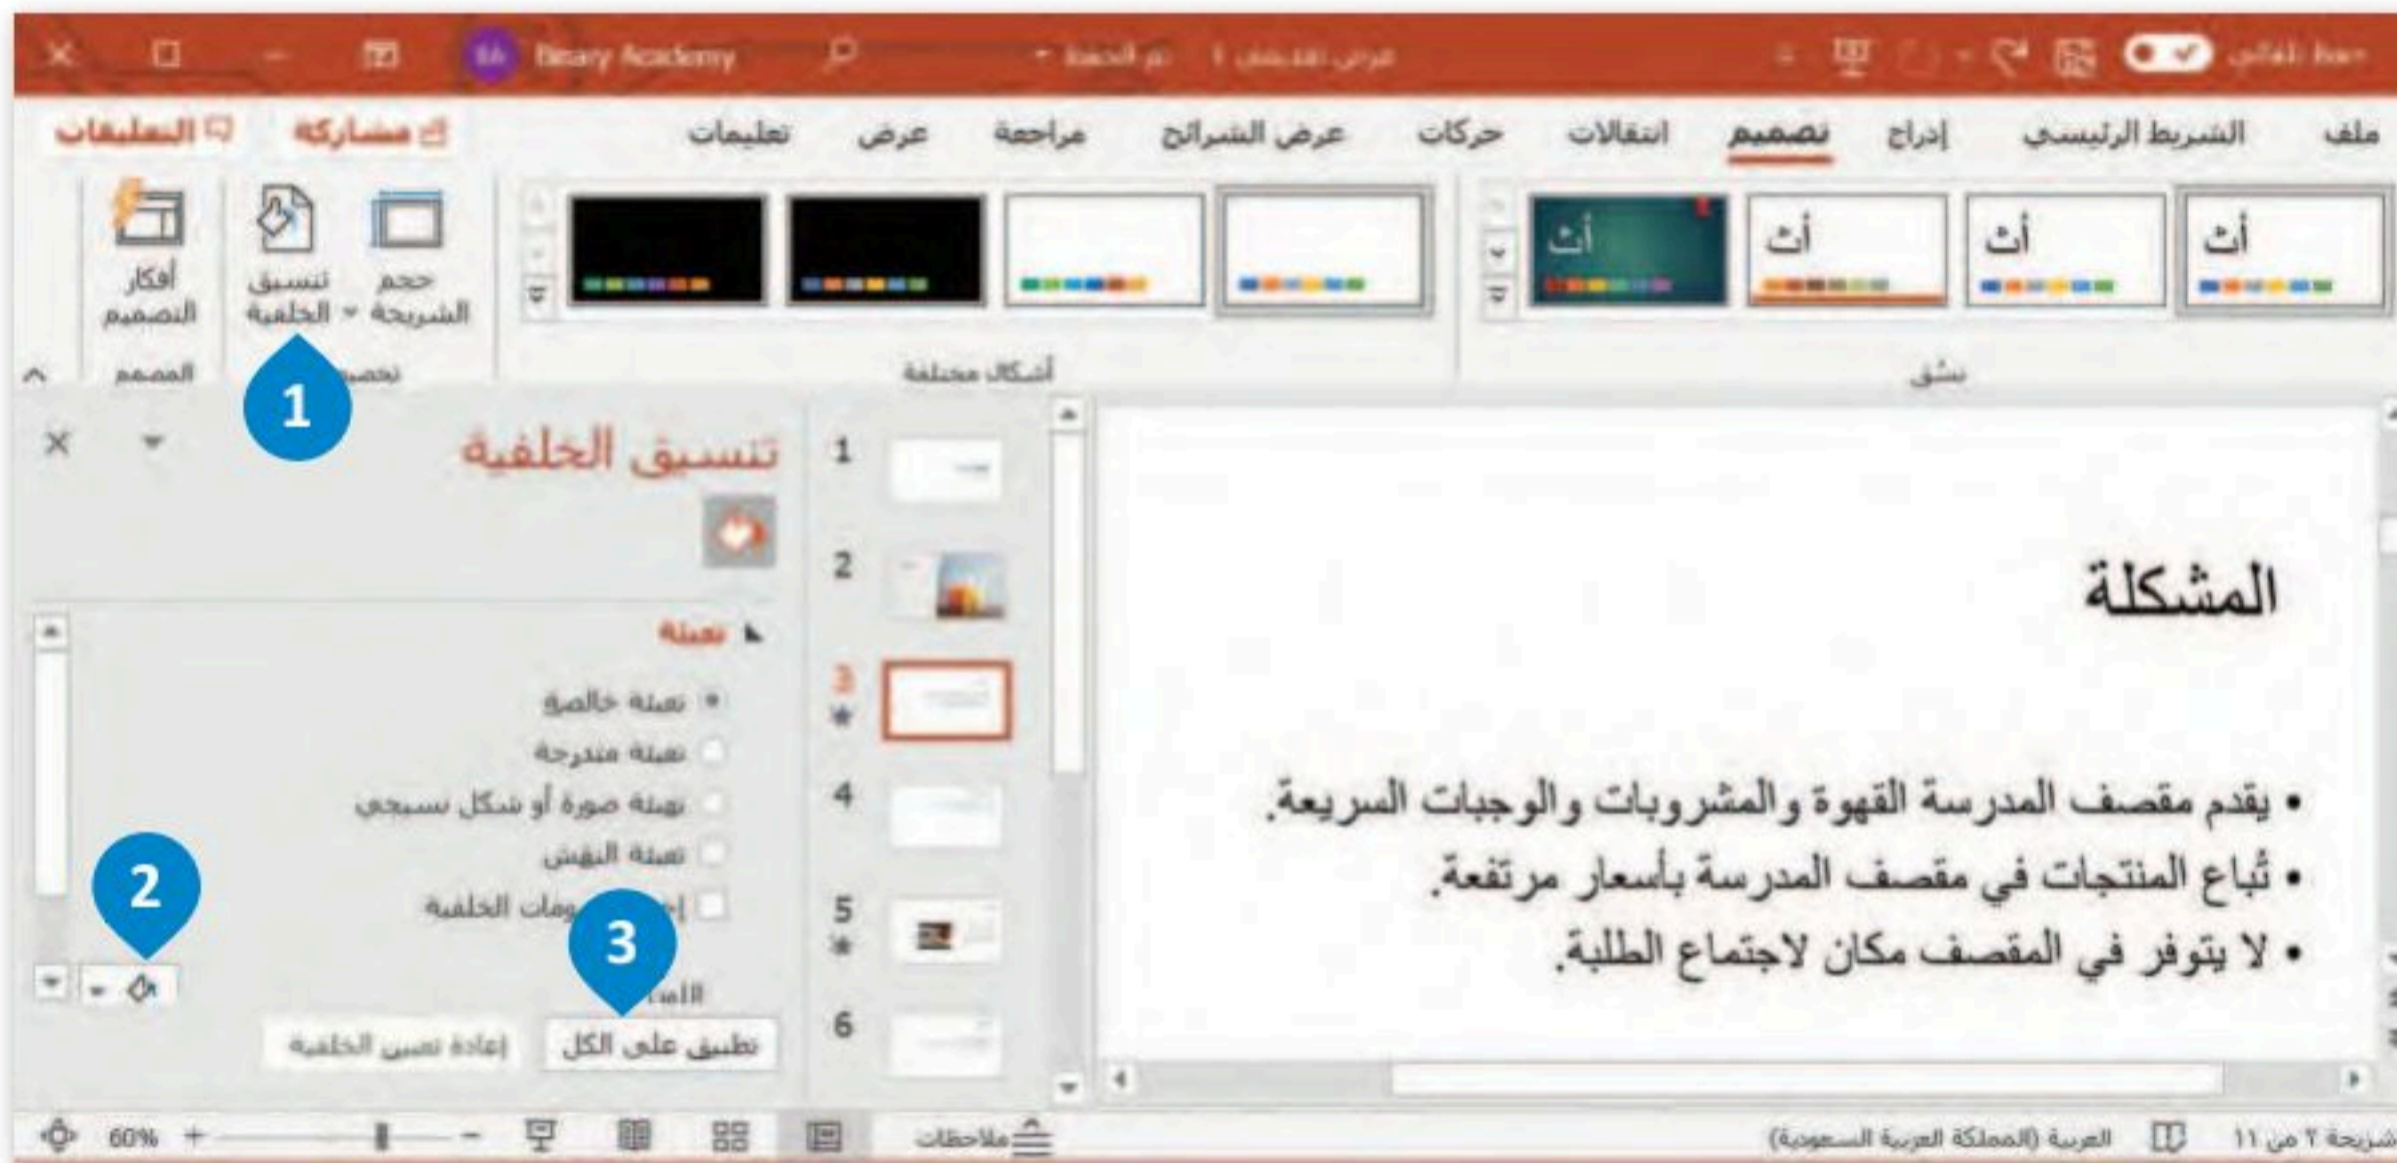 Binary Academy
ملف الشريط الرئيسي إدراج تصميم انتقالات حركات عرض الشرائح مراجعة عرض تعليمات مشاركة التعليقات
أث أث أث أث
حجم الشريحة
تنسيق الخلفية
أفكار التصميم
أشكال مختلفة
المصمم
1
تنسيق الخلفية
تعبئة
تعبئة خالصة
تعبئة متدرجة
تعبئة صورة أو شكل نسيجي
تعبئة النقش
الخلفية
2
3
تطبيق على الكل
إعادة تعيين الخلفية
1
2
3
4
5
6
المشكلة
• يقدم مقصف المدرسة القهوة والمشروبات والوجبات السريعة.
• تُباع المنتجات في مقصف المدرسة بأسعار مرتفعة.
• لا يتوفر في المقصف مكان لاجتماع الطلبة.
العربية (المملكة العربية السعودية)
ملاحظات
60%